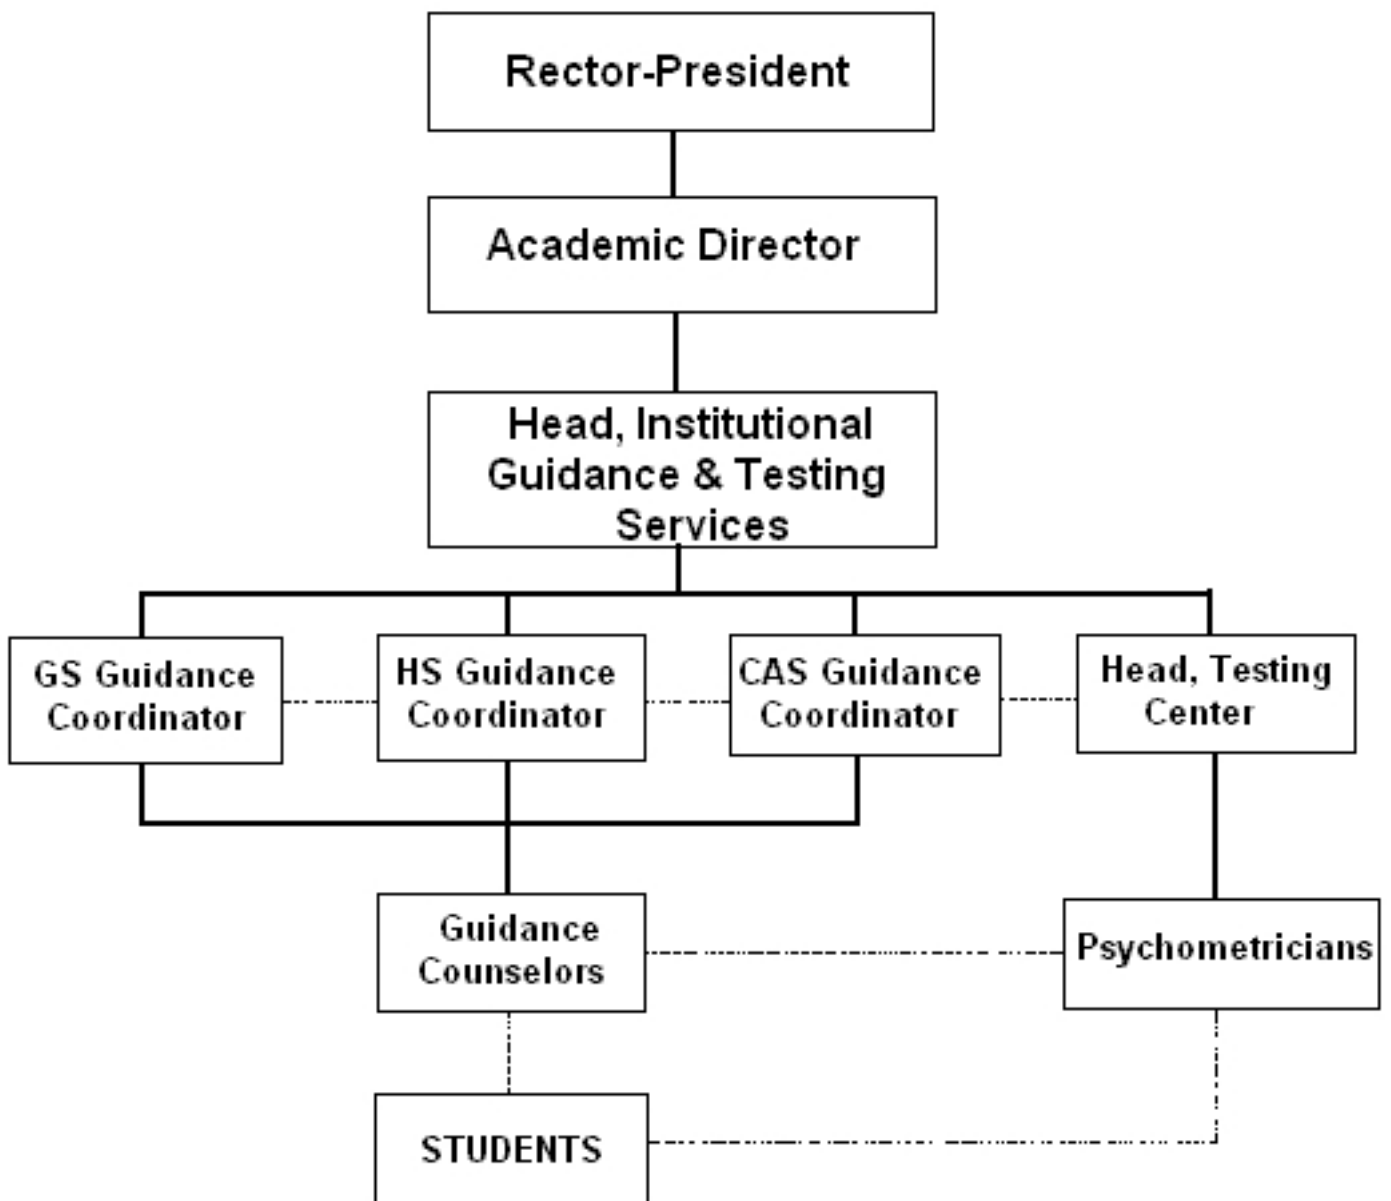 Rector-President
Academic Director
Head, Institutional
Guidance & Testing
Services
GS Guidance
Coordinator
HS Guidance
Coordinator
CAS Guidance
Coordinator
Head, Testing
Center
Guidance
Counselors
Psychometricians
STUDENTS